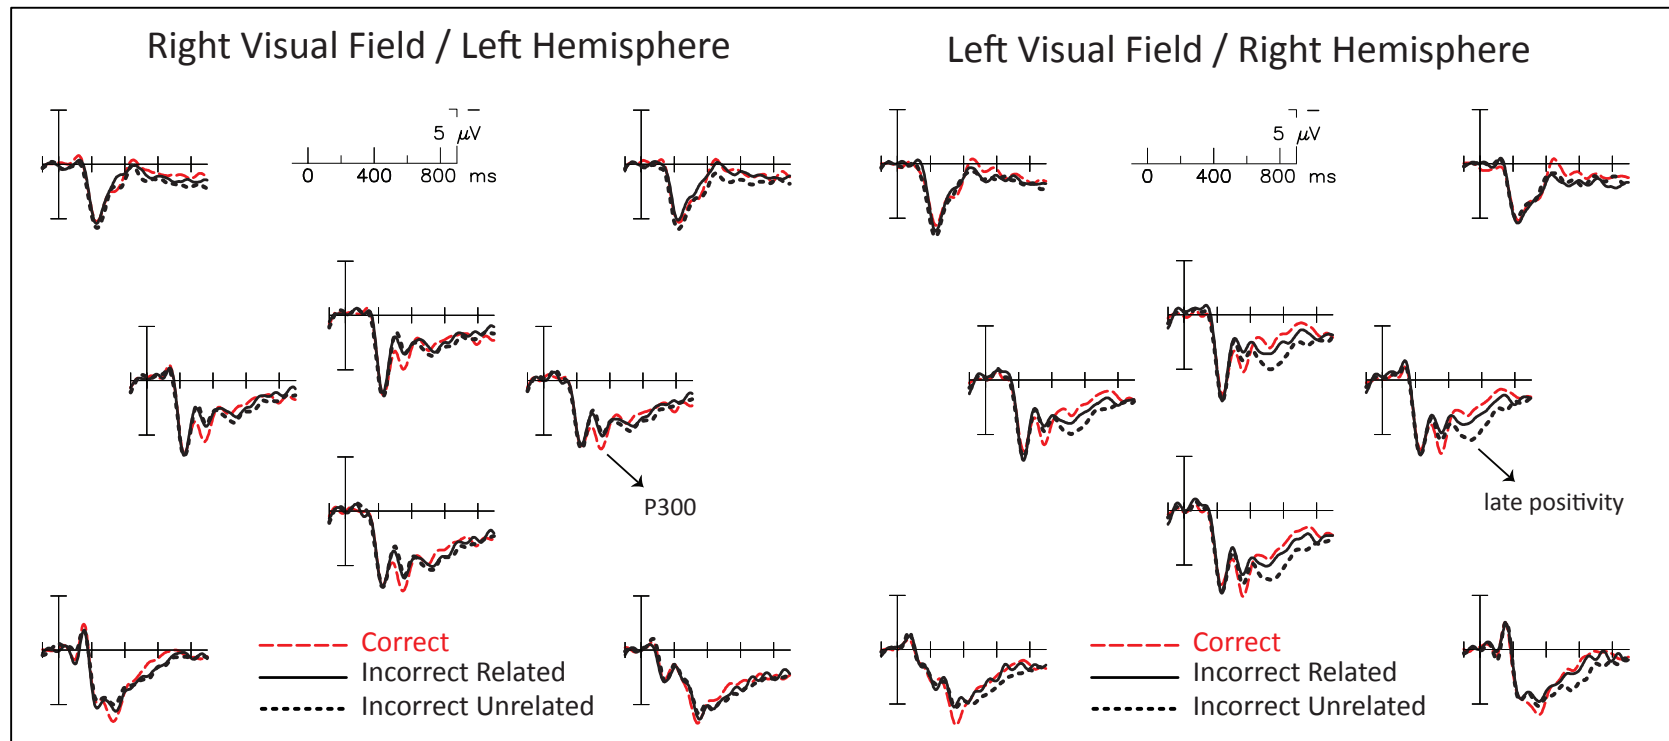 Right Visual Field / Left Hemisphere
5 µV
0 400 800 ms
P300
Correct
Incorrect Related
Incorrect Unrelated
Left Visual Field / Right Hemisphere
5 µV
0 400 800 ms
late positivity
Correct
Incorrect Related
Incorrect Unrelated